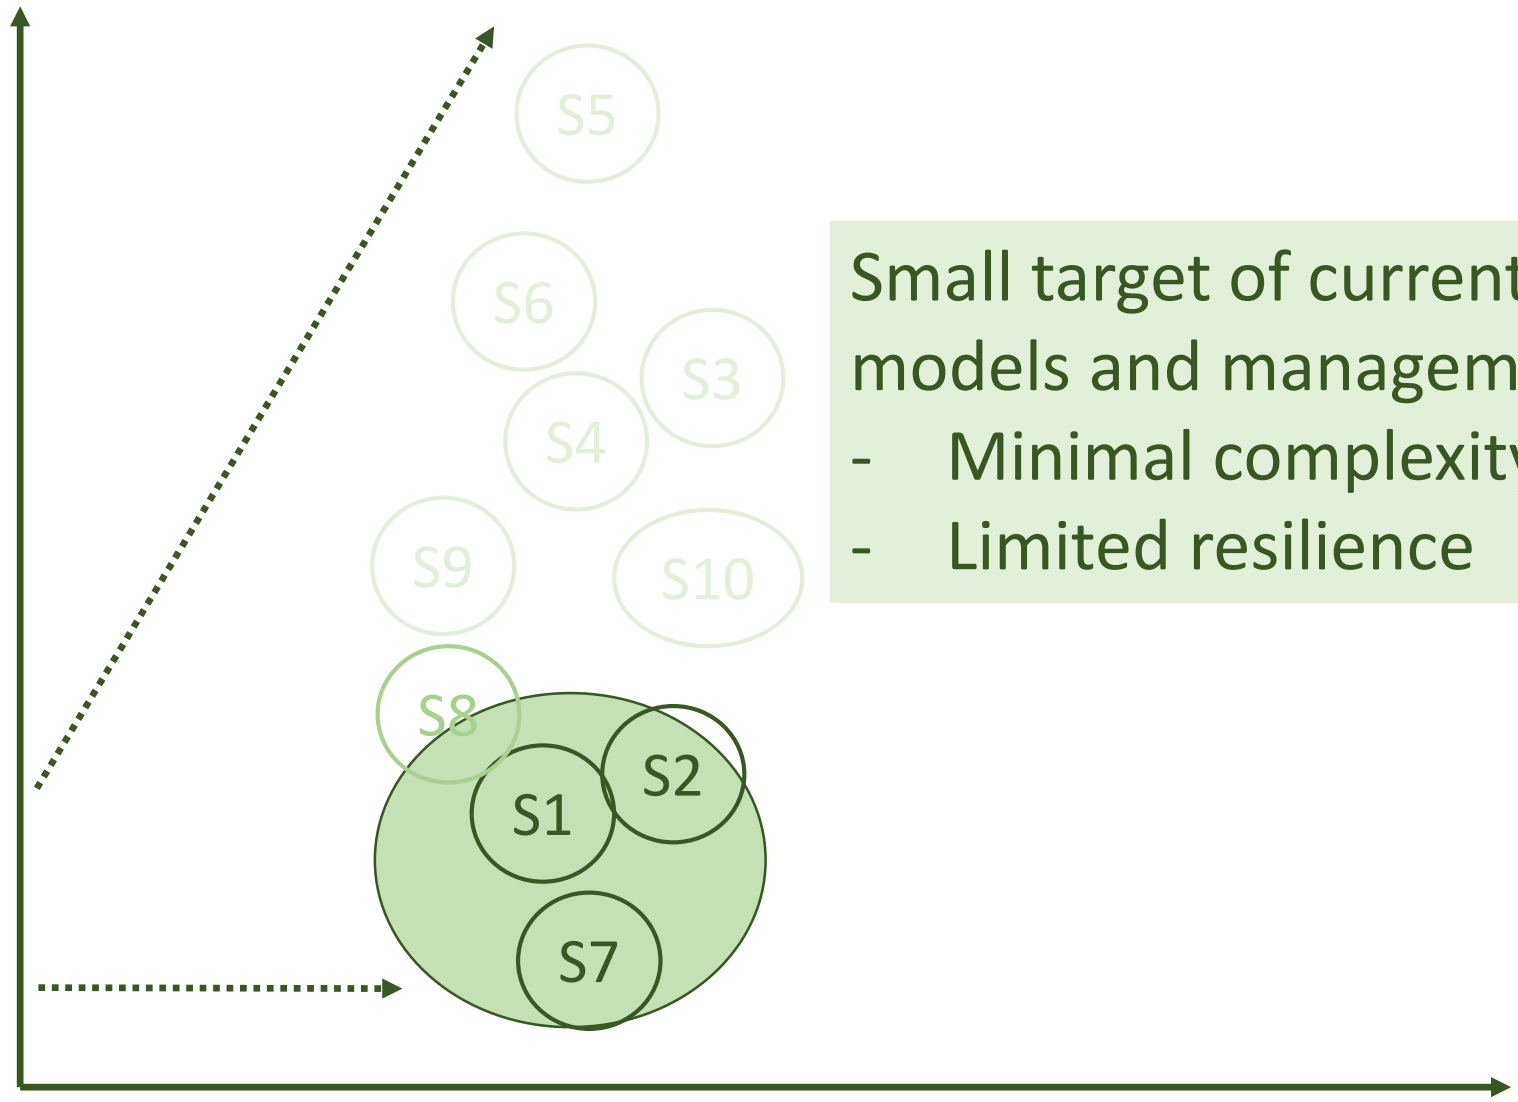 S5
S6
S3
S4
S9
S10
S8
S2
S1
S7
Small target of current
models and managem
- Minimal complexity
- Limited resilience